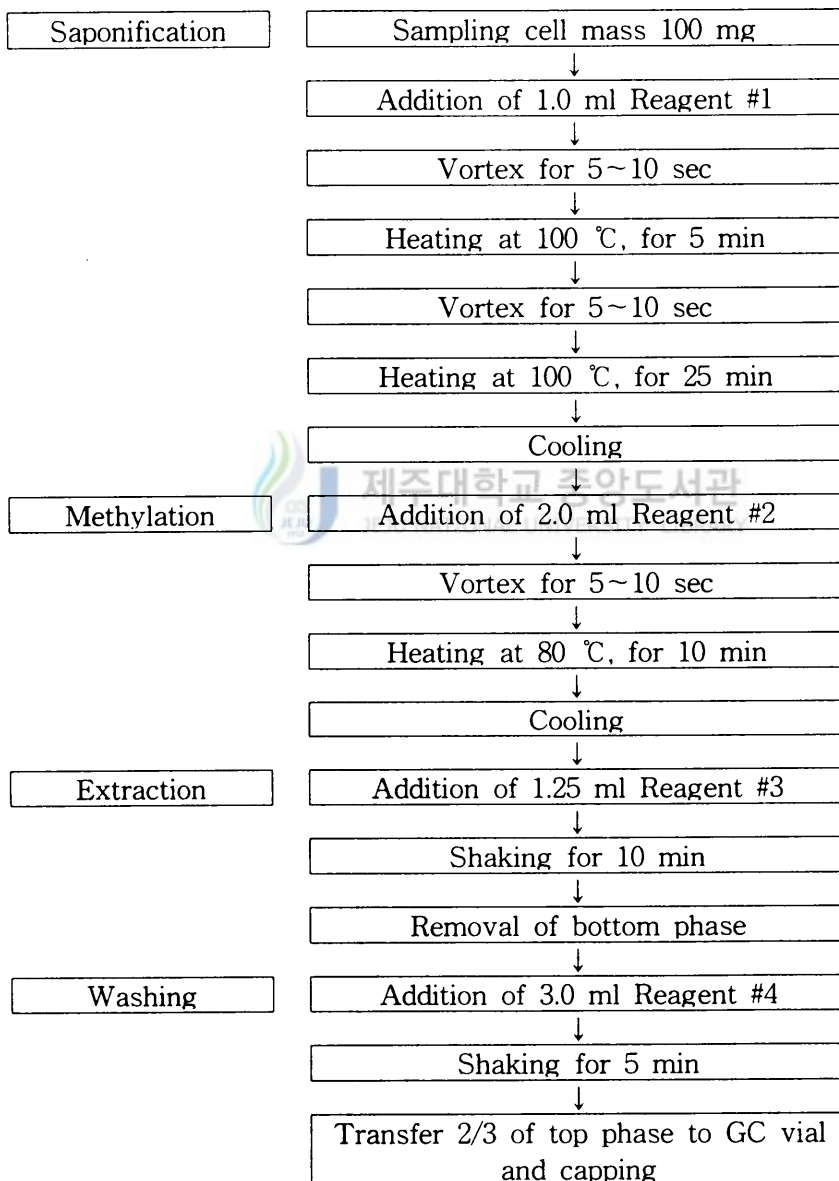 Saponification
Sampling cell mass 100 mg
↓
Addition of 1.0 ml Reagent #1
↓
Vortex for 5~10 sec
↓
Heating at 100 ℃, for 5 min
↓
Vortex for 5~10 sec
↓
Heating at 100 ℃, for 25 min
↓
Cooling
↓
제주대학교 중앙도서관
JEJU NATIONAL UNIVERSITY LIBRARY
Methylation
Addition of 2.0 ml Reagent #2
↓
Vortex for 5~10 sec
↓
Heating at 80 ℃, for 10 min
↓
Cooling
↓
Extraction
Addition of 1.25 ml Reagent #3
↓
Shaking for 10 min
↓
Removal of bottom phase
↓
Washing
Addition of 3.0 ml Reagent #4
↓
Shaking for 5 min
↓
Transfer 2/3 of top phase to GC vial
and capping